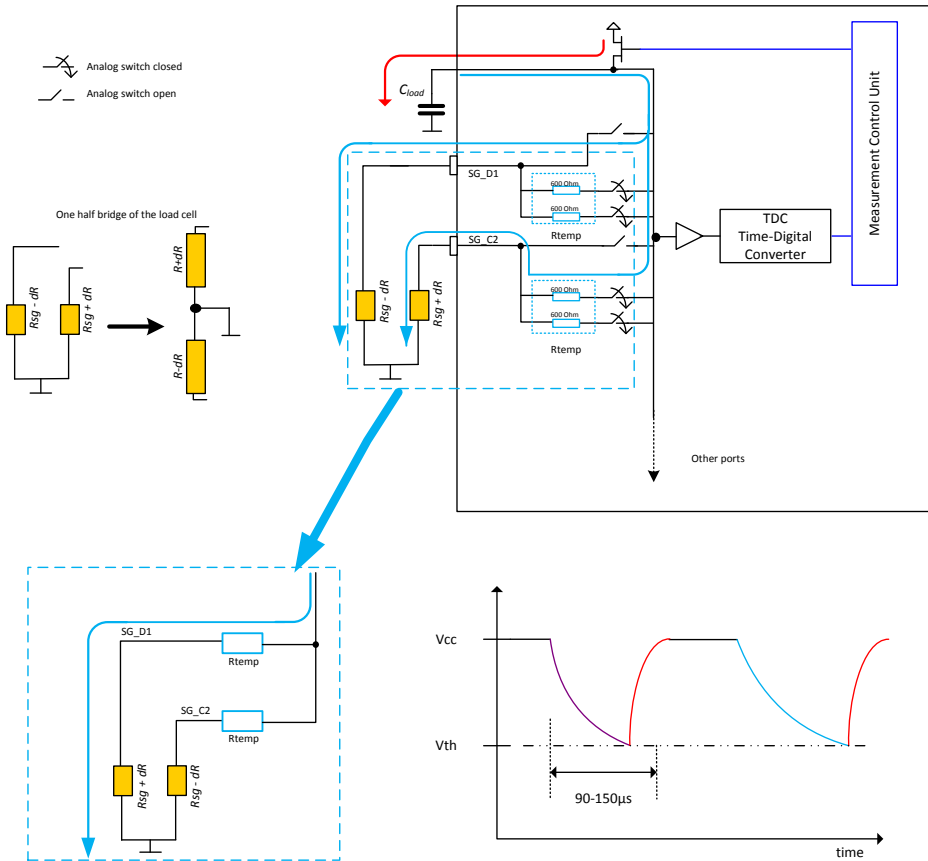 Analog switch closed
Analog switch open
C_load
Measurement Control Unit
SG_D1
600 Ohm
600 Ohm
Rtemp
TDC
Time-Digital
Converter
SG_C2
600 Ohm
600 Ohm
Rtemp
One half bridge of the load cell
Rsg - dR
Rsg + dR
R+dR
R-dR
Rsg - dR
Rsg + dR
Other ports
SG_D1
Rtemp
SG_C2
Rtemp
Rsg + dR
Rsg - dR
Vcc
Vth
90-150µs
time